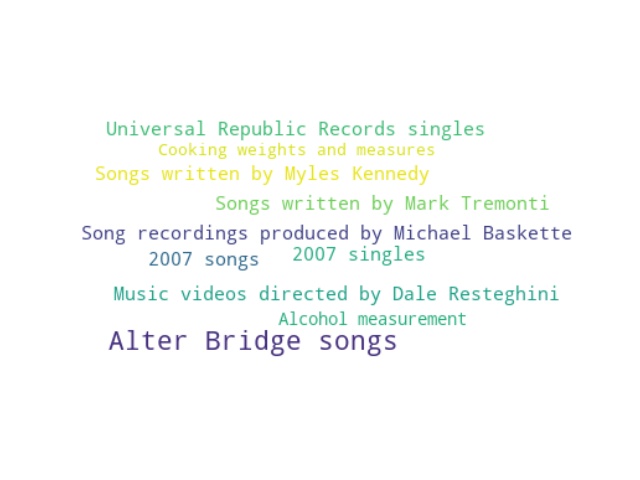 Universal Republic Records singles
Cooking weights and measures
Songs written by Myles Kennedy
Songs written by Mark Tremonti
Song recordings produced by Michael Baskette
2007 songs 2007 singles
Music videos directed by Dale Resteghini
Alcohol measurement
Alter Bridge songs